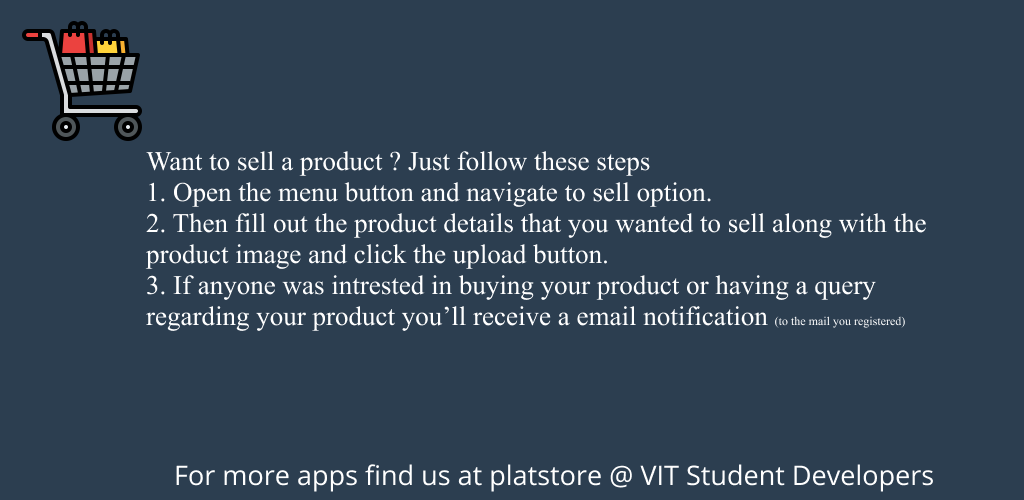 Want to sell a product ? Just follow these steps
1. Open the menu button and navigate to sell option.
2. Then fill out the product details that you wanted to sell along with the
product image and click the upload button.
3. If anyone was intrested in buying your product or having a query
regarding your product you’ll receive a email notification (to the mail you registered)
For more apps find us at platstore @ VIT Student Developers